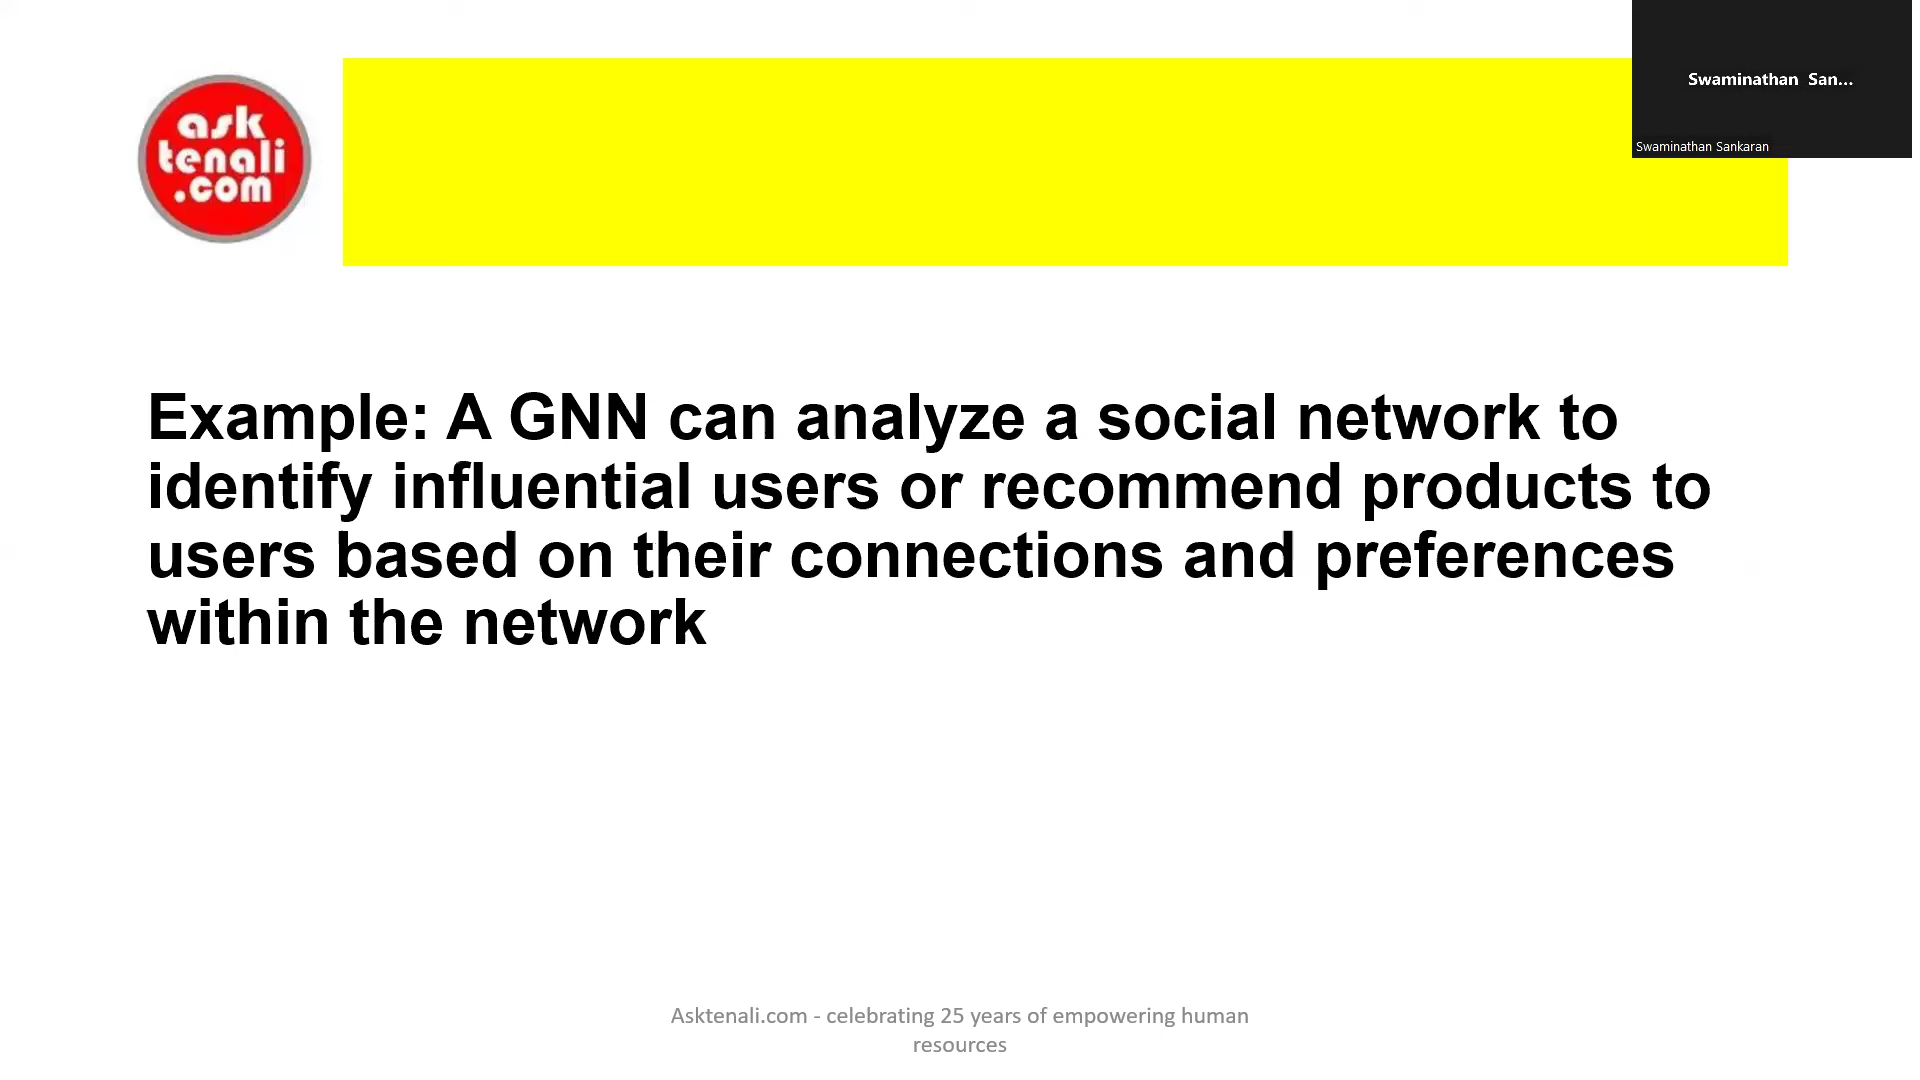 ask
tenali
.com
Swaminathan San...
Swaminathan Sankaran
Example: A GNN can analyze a social network to
identify influential users or recommend products to
users based on their connections and preferences
within the network
Asktenali.com - celebrating 25 years of empowering human
resources